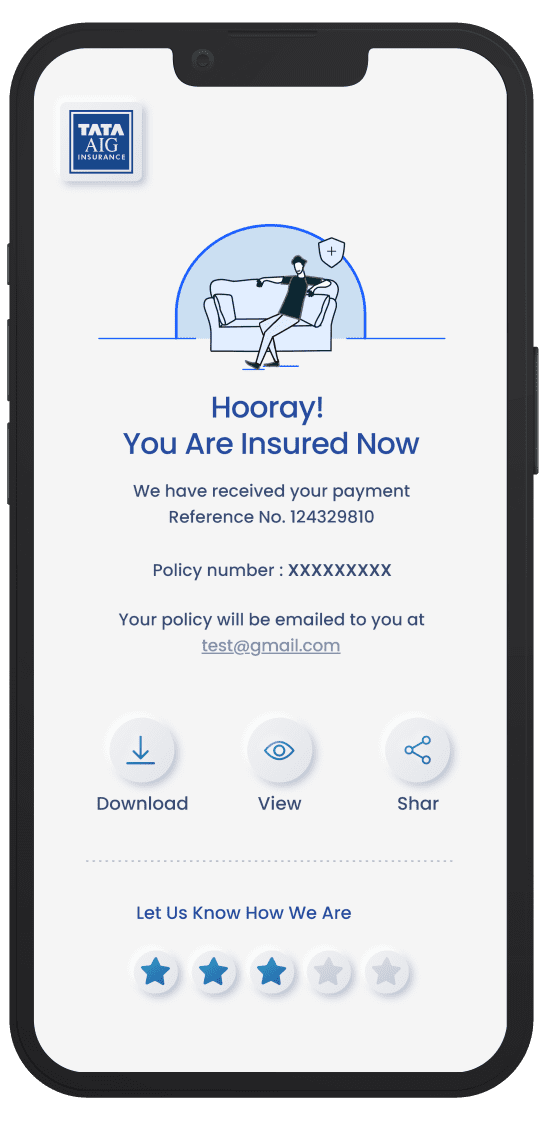 TATA
AIG
INSURANCE
Hooray!
You Are Insured Now
We have received your payment
Reference No. 124329810
Policy number : XXXXXXXXX
Your policy will be emailed to you at
test@gmail.com
Download
View
Shar
Let Us Know How We Are